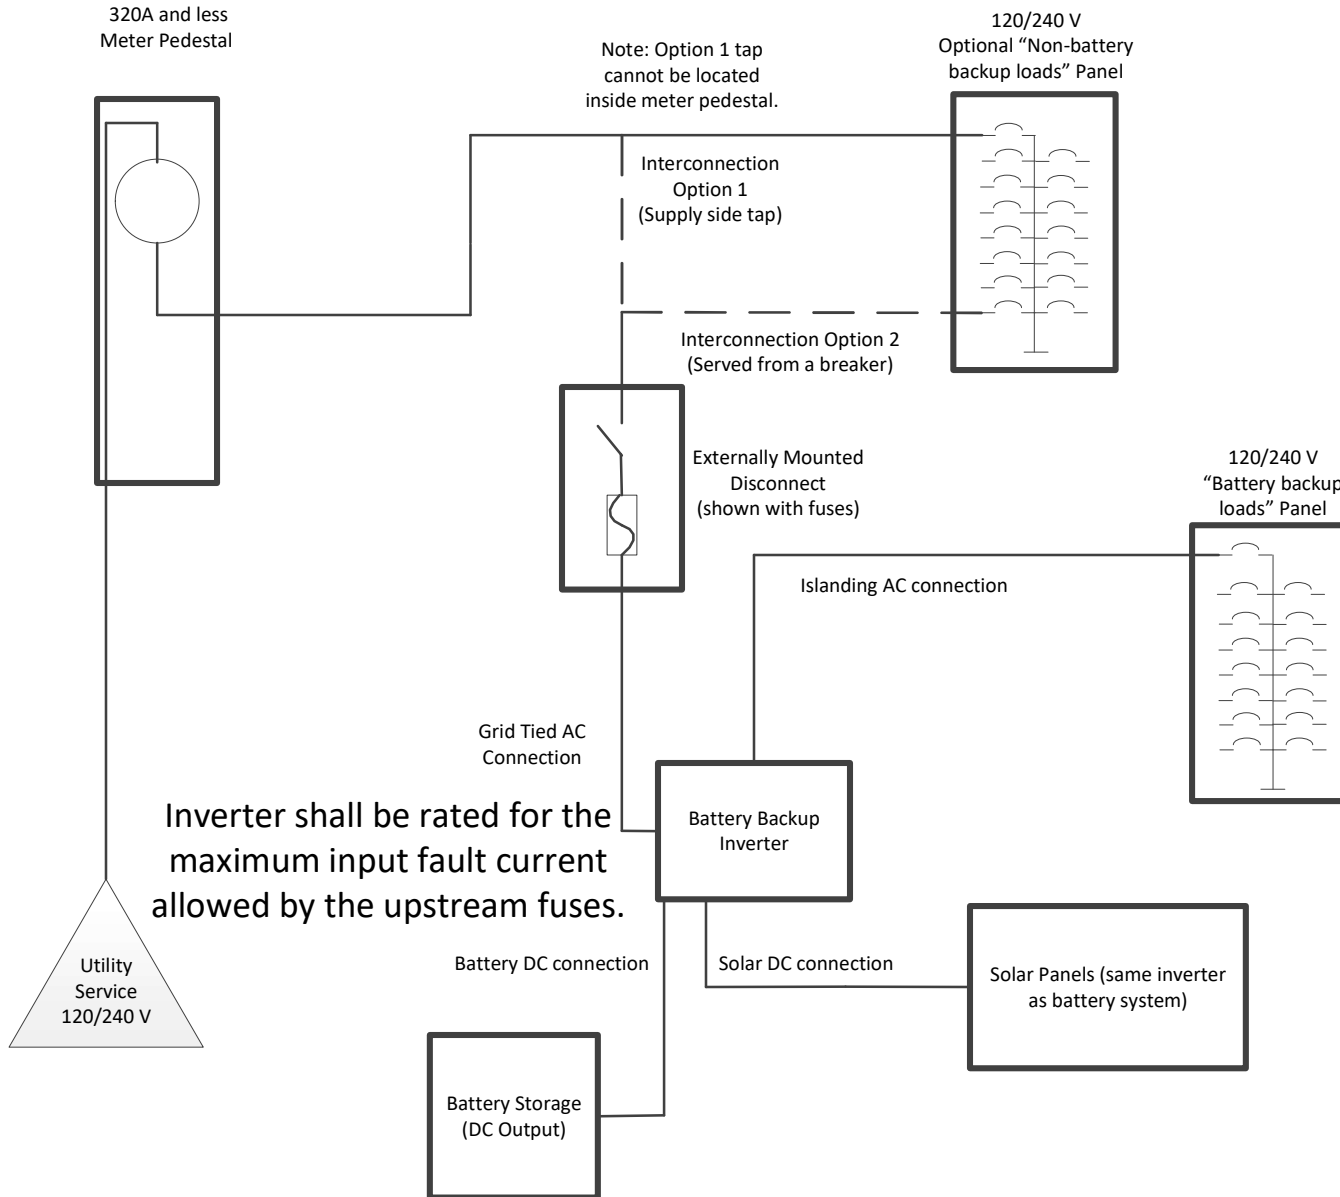 320A and less
Meter Pedestal
Note: Option 1 tap
cannot be located
inside meter pedestal.
120/240 V
Optional “Non-battery
backup loads” Panel
Interconnection
Option 1
(Supply side tap)
Interconnection Option 2
(Served from a breaker)
Externally Mounted
Disconnect
(shown with fuses)
120/240 V
“Battery backup
loads” Panel
Islanding AC connection
Grid Tied AC
Connection
Inverter shall be rated for the
maximum input fault current
allowed by the upstream fuses.
Battery Backup
Inverter
Utility
Service
120/240 V
Battery DC connection
Solar DC connection
Solar Panels (same inverter
as battery system)
Battery Storage
(DC Output)